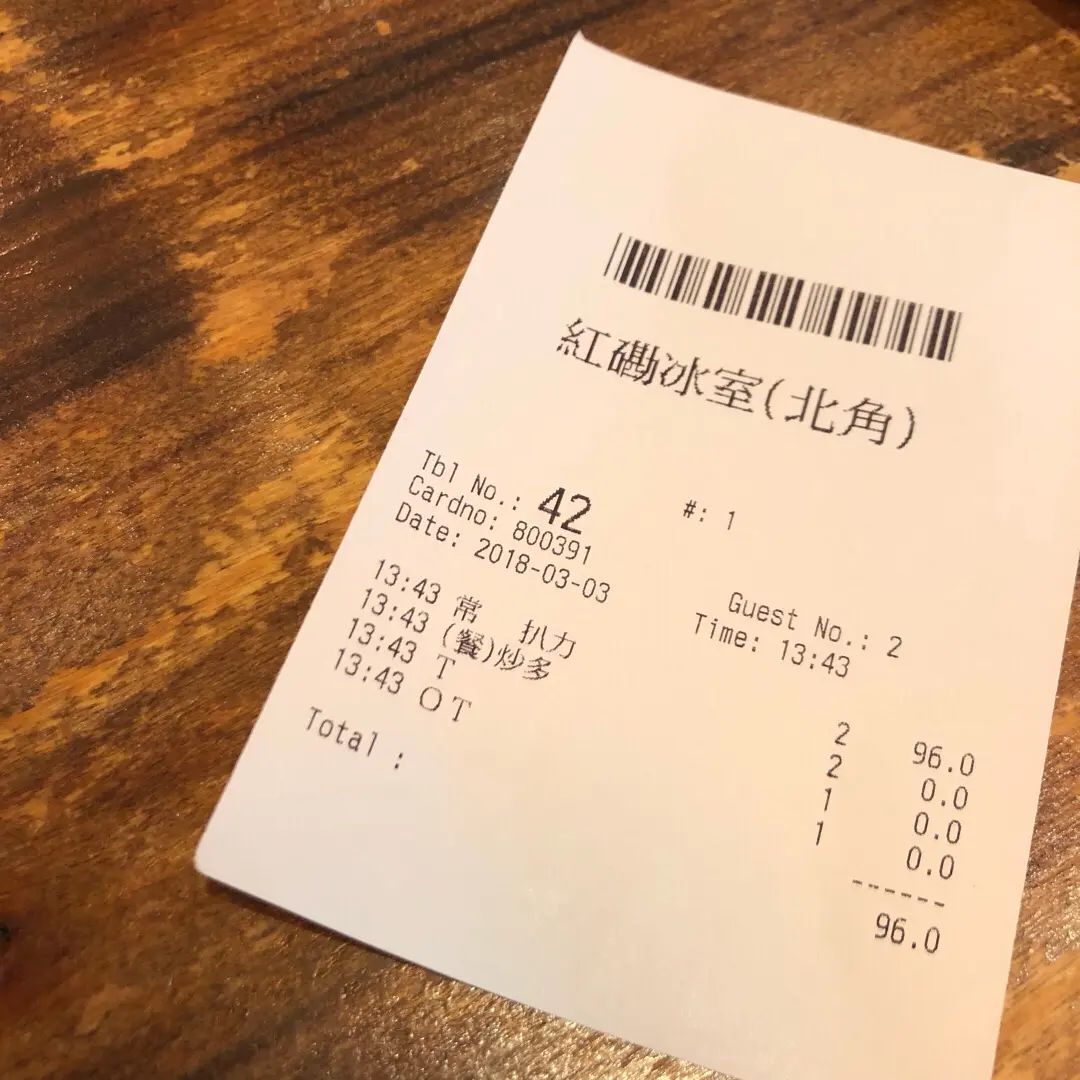 紅磡冰室(北角)
Tbl No.: 42 #: 1
Cardno: 800391 Guest No.: 2
Date: 2018-03-03 Time: 13:43
13:43 常 扒力 2 96.0
13:43 (餐)炒多 2 0.0
13:43 T 1 0.0
13:43 OT 1 0.0
------
Total : 96.0